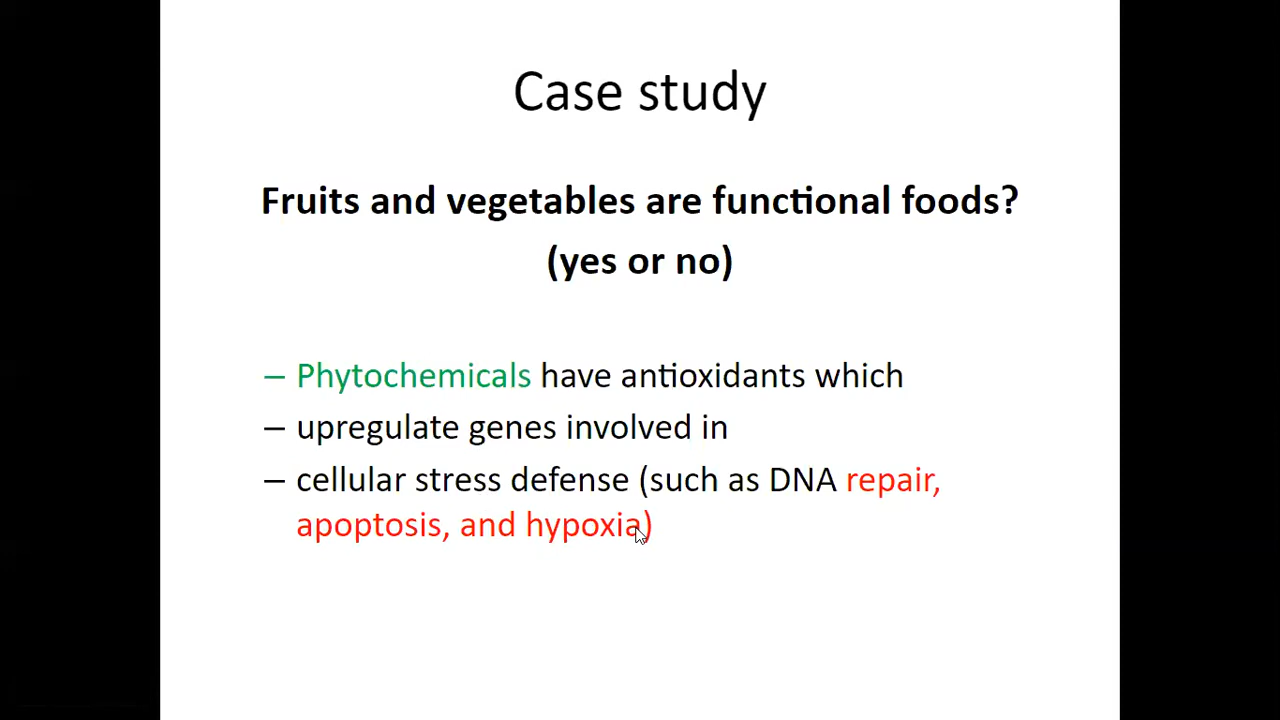 Case study
Fruits and vegetables are functional foods?
(yes or no)
– Phytochemicals have antioxidants which
– upregulate genes involved in
– cellular stress defense (such as DNA repair,
apoptosis, and hypoxia)